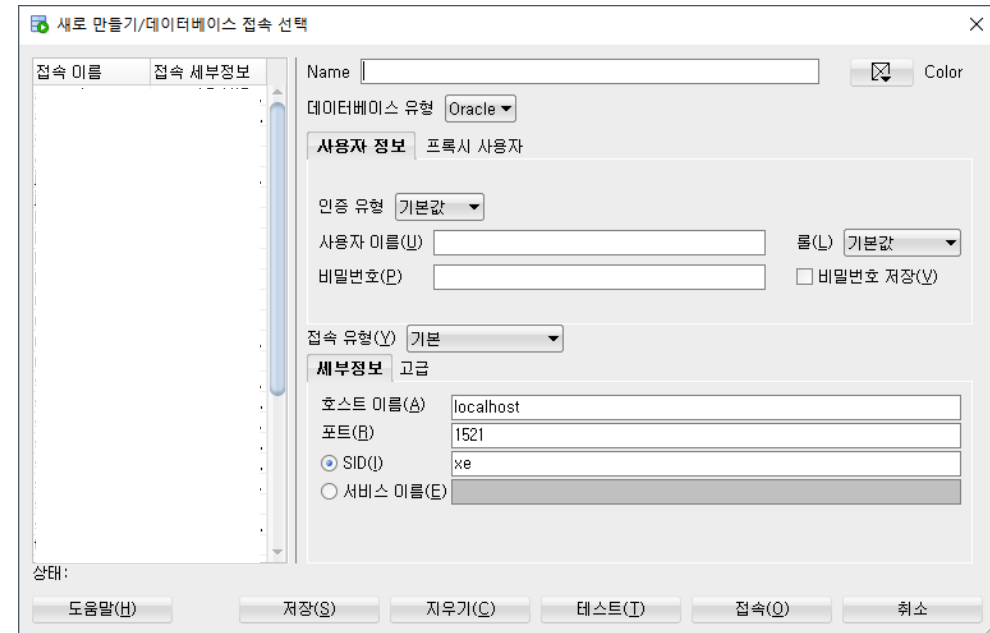 새로 만들기/데이터베이스 접속 선택
접속 이름 접속 세부정보
Name Color
데이터베이스 유형 Oracle
사용자 정보 프록시 사용자
인증 유형 기본값
사용자 이름(U) 롤(L) 기본값
비밀번호(P) 비밀번호 저장(V)
접속 유형(Y) 기본
세부정보 고급
호스트 이름(A) localhost
포트(R) 1521
SID(I) xe
서비스 이름(E)
상태:
도움말(H) 저장(S) 지우기(C) 테스트(T) 접속(O) 취소